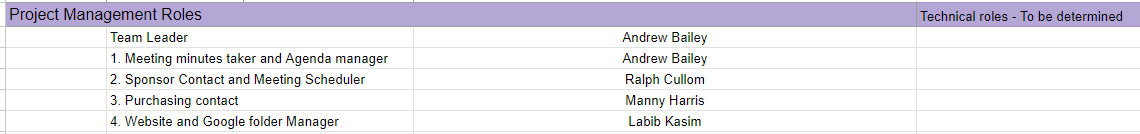 Project Management Roles Technical roles - To be determined
Team Leader Andrew Bailey
1. Meeting minutes taker and Agenda manager Andrew Bailey
2. Sponsor Contact and Meeting Scheduler Ralph Cullom
3. Purchasing contact Manny Harris
4. Website and Google folder Manager Labib Kasim